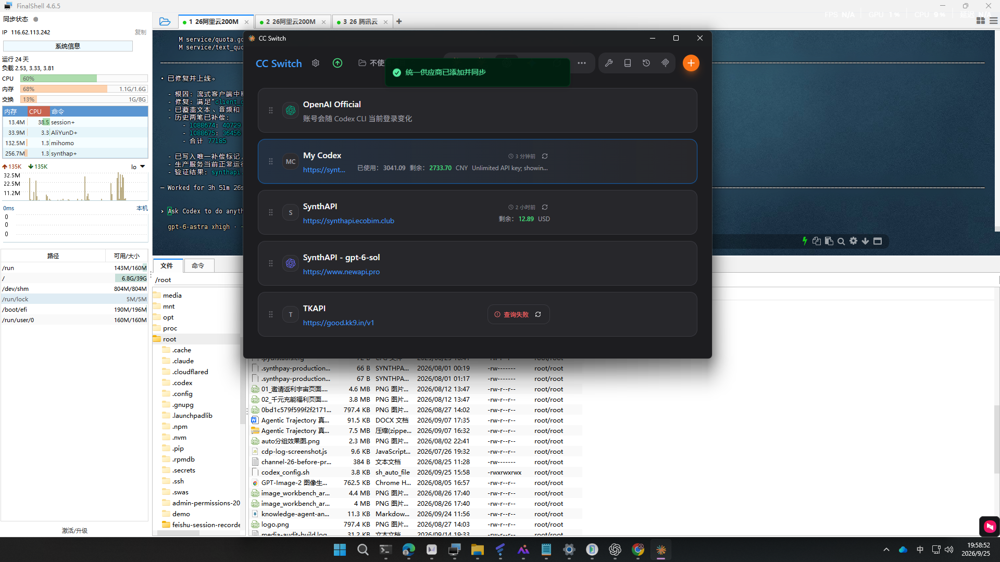 FinalShell 4.6.5
FPS N/A GPU 1% CPU 9% 延迟 N/A
同步状态
IP 116.62.113.242 复制
系统信息
运行 24 天
负载 2.53, 3.33, 3.81
CPU 60%
内存 68% 1.1G/1.6G
交换 13% 1G/8G
内存 CPU 命令
13.4M 38.5 session+
33.9M 3.3 AliYunD+
132.5M 1.3 mihomo
256.7M 1.3 synthap+
135K 135K lo
32.5M
22.5M
11.2M
0ms 本机
0
0
0
路径 可用/大小
/run 143M/160M
/ 6.8G/39G
/dev/shm 804M/804M
/run/lock 5M/5M
/boot/efi 190M/196M
/run/user/0 160M/160M
激活/升级
1 26阿里云200M
2 26阿里云200M
3 26 腾讯云
M service/quota.go
M service/text_quo
• 已修复并上线。
- 根因: 流式客户端中
- 修复: 满足"client_g
- 已覆盖文本、音频和
- 历史两笔已补偿:
- 1088674: 40729
- 1088675: 36456
- 合计 77185
- 已写入唯一补偿标记,
- 生产服务当前正常运行
- 验证结果: synthapi.
— Worked for 3h 51m 26s
› Ask Codex to do anyth
gpt-6-astra xhigh · ~
CC Switch
CC Switch
不使
统一供应商已添加并同步
OpenAI Official
账号会随 Codex CLI 当前登录变化
MC
My Codex
https://synt...
3 分钟前
已使用: 3041.09 剩余: 2733.70 CNY Unlimited API key; showin...
S
SynthAPI
https://synthapi.ecobim.club
2 小时前
剩余: 12.89 USD
SynthAPI - gpt-6-sol
https://www.newapi.pro
T
TKAPI
https://good.kk9.in/v1
查询失败
文件 命令
/root
media
mnt
opt
proc
root
.cache
.claude
.cloudflared
.codex
.config
.gnupg
.launchpadlib
.npm
.nvm
.pip
.rpmdb
.secrets
.ssh
.swas
admin-permissions-20
demo
feishu-session-recorde
.pydistutils.cfg 72 B CFG 文件 2025/06/25 16:41 -rw-r--r-- root/root
.synthpay-production... 66 B SYNTHPA... 2026/08/01 00:19 -rw------- root/root
.synthpay-production... 67 B SYNTHPA... 2026/08/01 01:17 -rw------- root/root
01_邀请返利宇宙页面.... 4.6 MB PNG 图片... 2026/08/12 13:47 -rw-r--r-- root/root
02_千元充能福利页面.... 3.8 MB PNG 图片... 2026/08/12 13:47 -rw-r--r-- root/root
0bd1c579f599f2f2171... 797.4 KB PNG 图片... 2026/08/27 14:02 -rw-r--r-- root/root
Agentic Trajectory 真... 91.5 KB DOCX 文档 2026/09/07 17:35 -rw-r--r-- root/root
Agentic Trajectory 真... 7.5 MB 压缩(zippe... 2026/09/07 16:32 -rw-r--r-- root/root
auto分组效果图.png 2.3 MB PNG 图片... 2026/08/02 22:41 -rw-r--r-- root/root
cdp-log-screenshot.js 9.6 KB JavaScript... 2026/07/26 19:32 -rw-r--r-- root/root
channel-26-before-pr... 384 B 文本文档 2026/08/25 11:28 -rw------- root/root
codex_config.sh 3.8 KB sh_auto_file 2026/09/25 15:58 -rwxrwxrwx root/root
GPT-Image-2 图像生... 762.5 KB Chrome H... 2026/08/05 16:57 -rw-r--r-- root/root
image_workbench_ar... 4.4 MB PNG 图片... 2026/08/26 17:40 -rw-r--r-- root/root
image_workbench_ar... 4 MB PNG 图片... 2026/08/26 17:40 -rw-r--r-- root/root
knowledge-agent-an... 11.3 KB Markdow... 2026/09/24 11:56 -rw-r--r-- root/root
logo.png 797.4 KB PNG 图片... 2026/08/27 14:03 -rw-r--r-- root/root
media-audit-build.log 31.2 KB 文本文档 2026/09/14 19:33 -rw-r--r-- root/root
中
19:58:52
2026/9/25